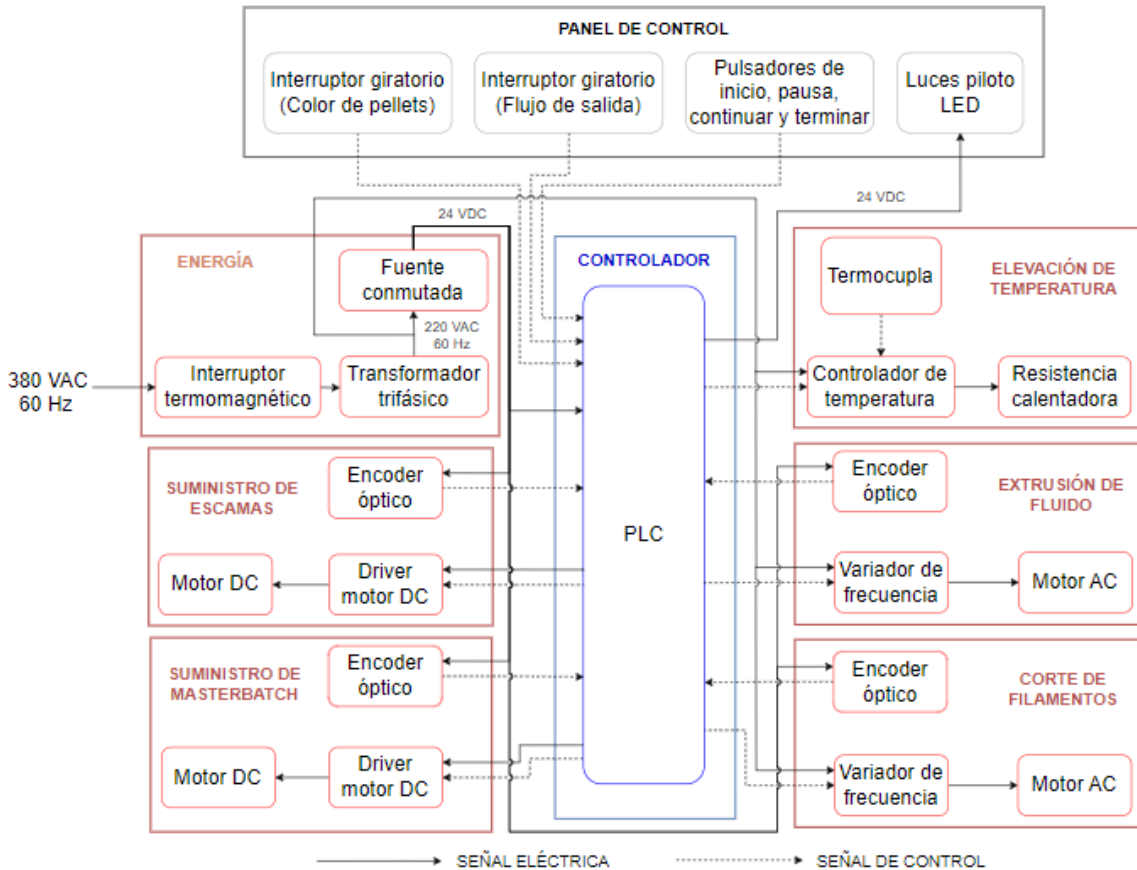 PANEL DE CONTROL
Interruptor giratorio
(Color de pellets)
Interruptor giratorio
(Flujo de salida)
Pulsadores de
inicio, pausa,
continuar y terminar
Luces piloto
LED
24 VDC
24 VDC
ENERGÍA
Fuente
conmutada
220 VAC
60 Hz
380 VAC
60 Hz
Interruptor
termomagnético
Transformador
trifásico
CONTROLADOR
PLC
Termocupla
ELEVACIÓN DE
TEMPERATURA
Controlador de
temperatura
Resistencia
calentadora
SUMINISTRO DE
ESCAMAS
Encoder
óptico
Motor DC
Driver
motor DC
Encoder
óptico
EXTRUSIÓN DE
FLUIDO
Variador de
frecuencia
Motor AC
SUMINISTRO DE
MASTERBATCH
Encoder
óptico
Motor DC
Driver
motor DC
Encoder
óptico
CORTE DE
FILAMENTOS
Variador de
frecuencia
Motor AC
SEÑAL ELÉCTRICA
SEÑAL DE CONTROL